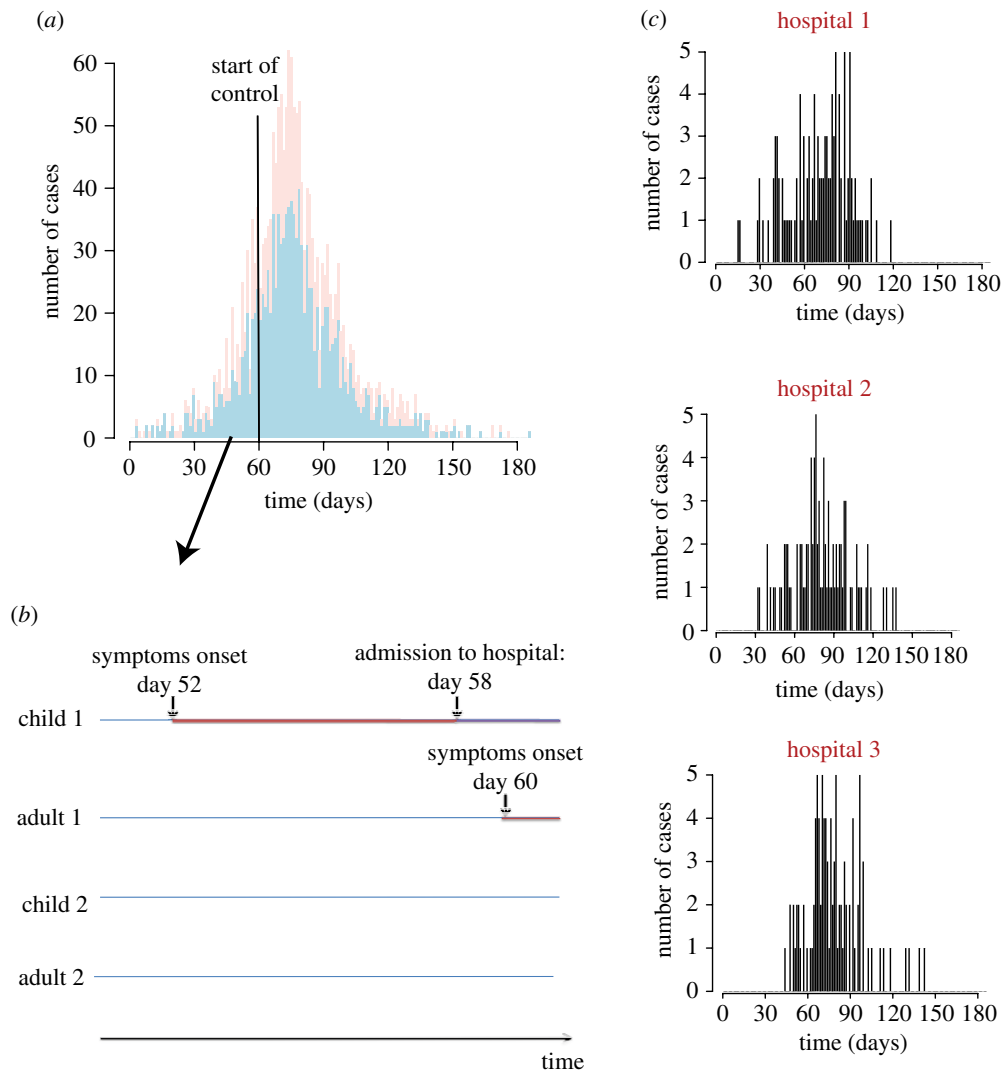 (a)
60
50
40
30
20
10
0
number of cases
start of
control
0 30 60 90 120 150 180
time (days)
(b)
symptoms onset
day 52
admission to hospital:
day 58
child 1
symptoms onset
day 60
adult 1
child 2
adult 2
time
(c)
hospital 1
5
4
3
2
1
0
number of cases
0 30 60 90 120 150 180
time (days)
hospital 2
5
4
3
2
1
0
number of cases
0 30 60 90 120 150 180
time (days)
hospital 3
5
4
3
2
1
0
number of cases
0 30 60 90 120 150 180
time (days)